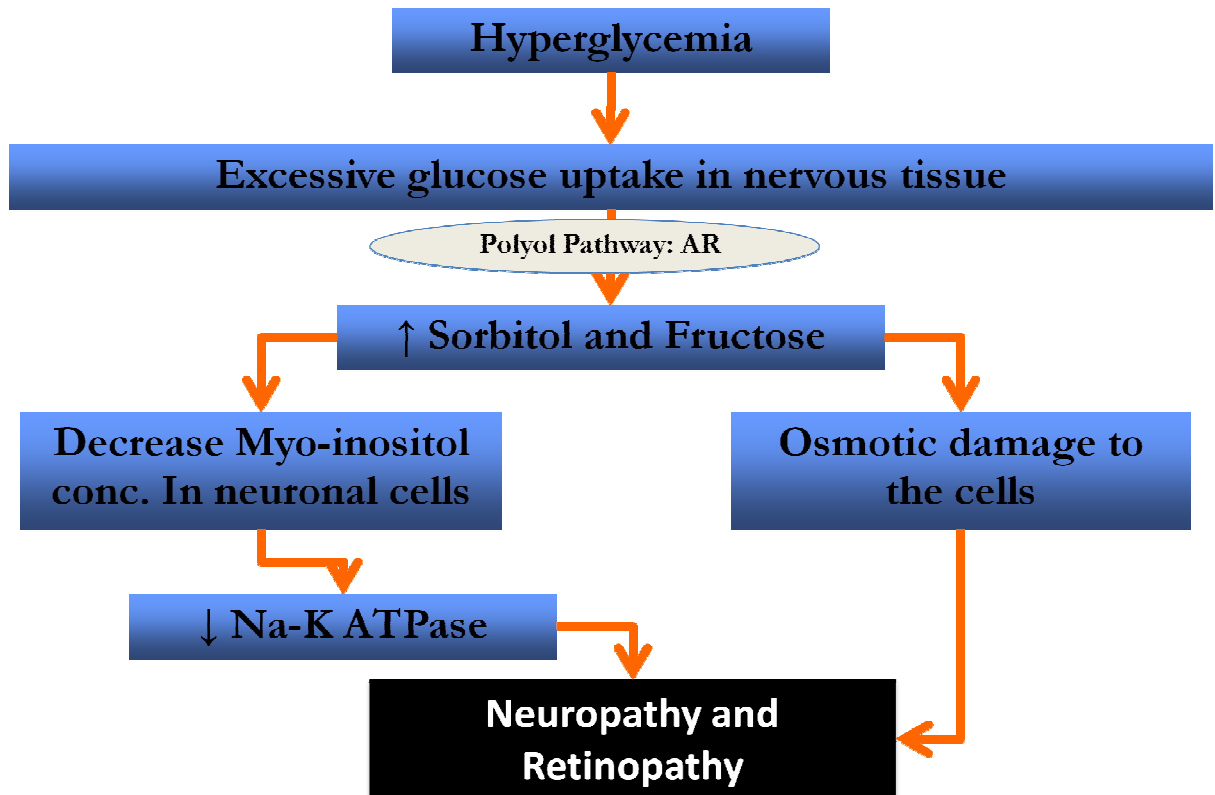 Hyperglycemia
Excessive glucose uptake in nervous tissue
Polyol Pathway: AR
↑ Sorbitol and Fructose
Decrease Myo-inositol
conc. In neuronal cells
Osmotic damage to
the cells
↓ Na-K ATPase
Neuropathy and
Retinopathy